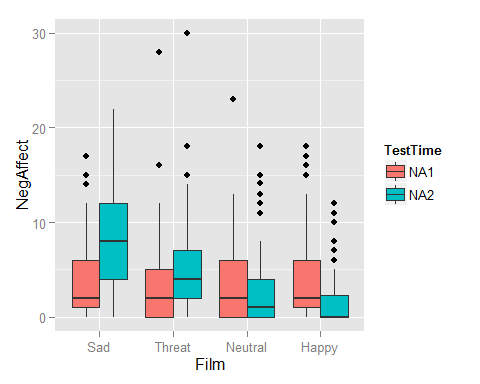 NegAffect
30
20
10
0
Sad Threat Neutral Happy
Film
TestTime
NA1
NA2